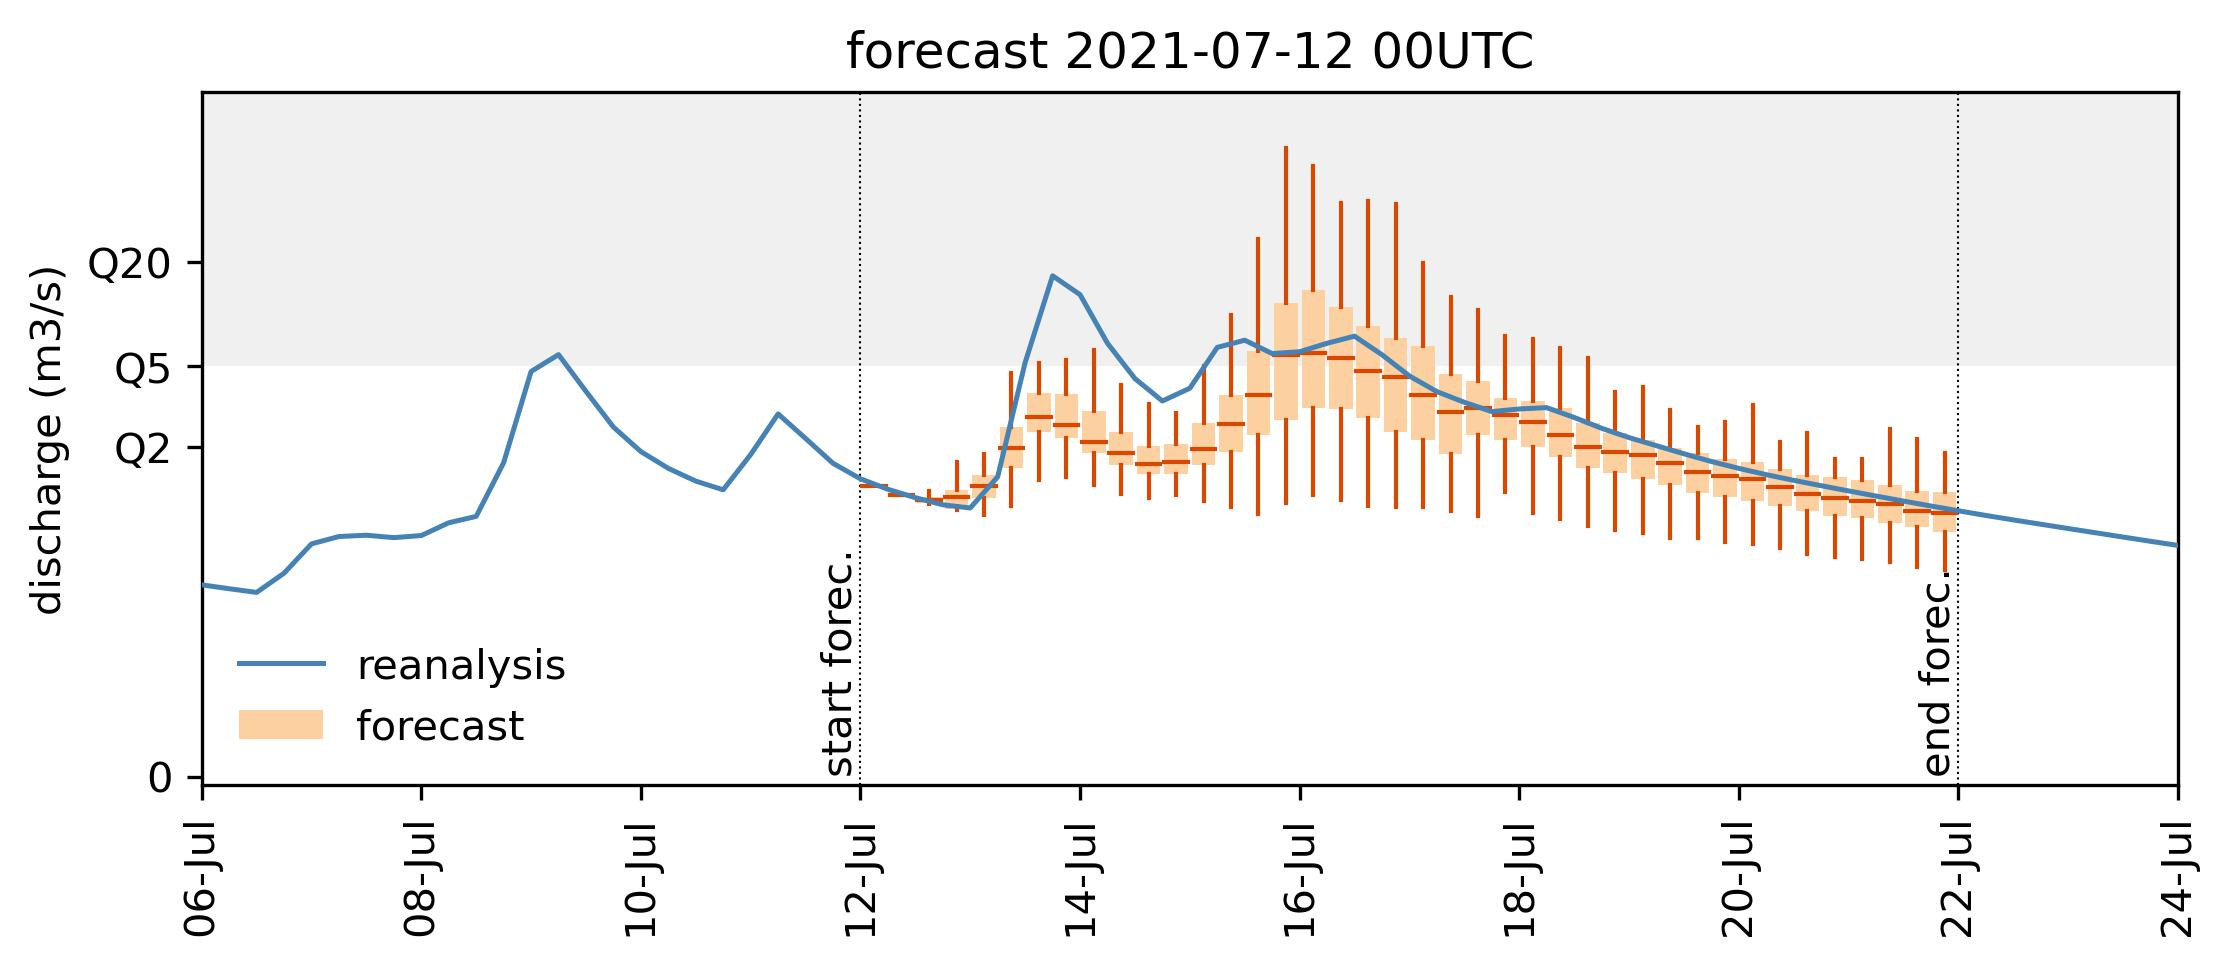 forecast 2021-07-12 00UTC
discharge (m3/s)
Q20
Q5
Q2
0
start forec.
end forec.
reanalysis
forecast
06-Jul
08-Jul
10-Jul
12-Jul
14-Jul
16-Jul
18-Jul
20-Jul
22-Jul
24-Jul